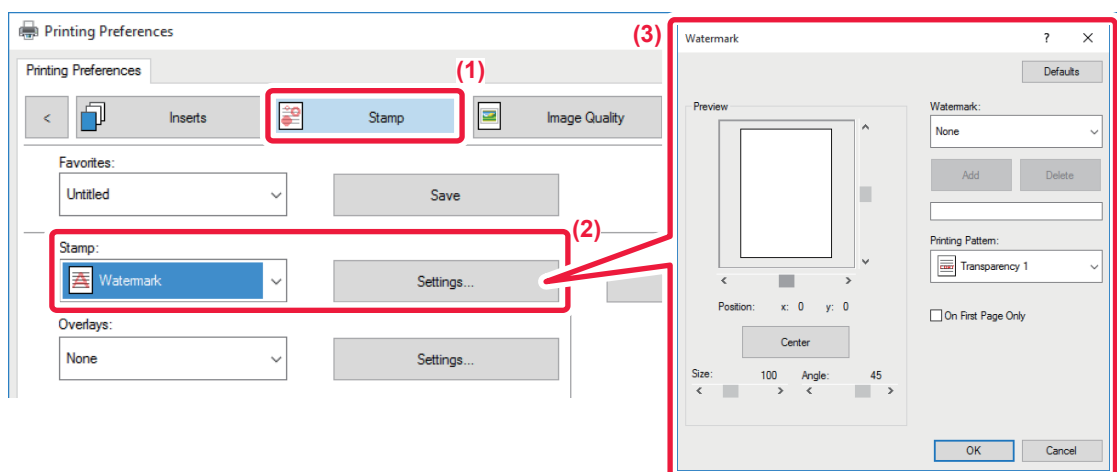 Printing Preferences
Printing Preferences
(1)
< Inserts Stamp Image Quality
Favorites:
Untitled Save
(2)
Stamp:
Watermark Settings...
Overlays:
None Settings...
(3)
Watermark ? ×
Defaults
Preview
Watermark:
None
Add Delete
Printing Pattern:
Transparency 1
< >
Position: x: 0 y: 0
On First Page Only
Center
Size: 100 Angle: 45
< > < >
OK Cancel